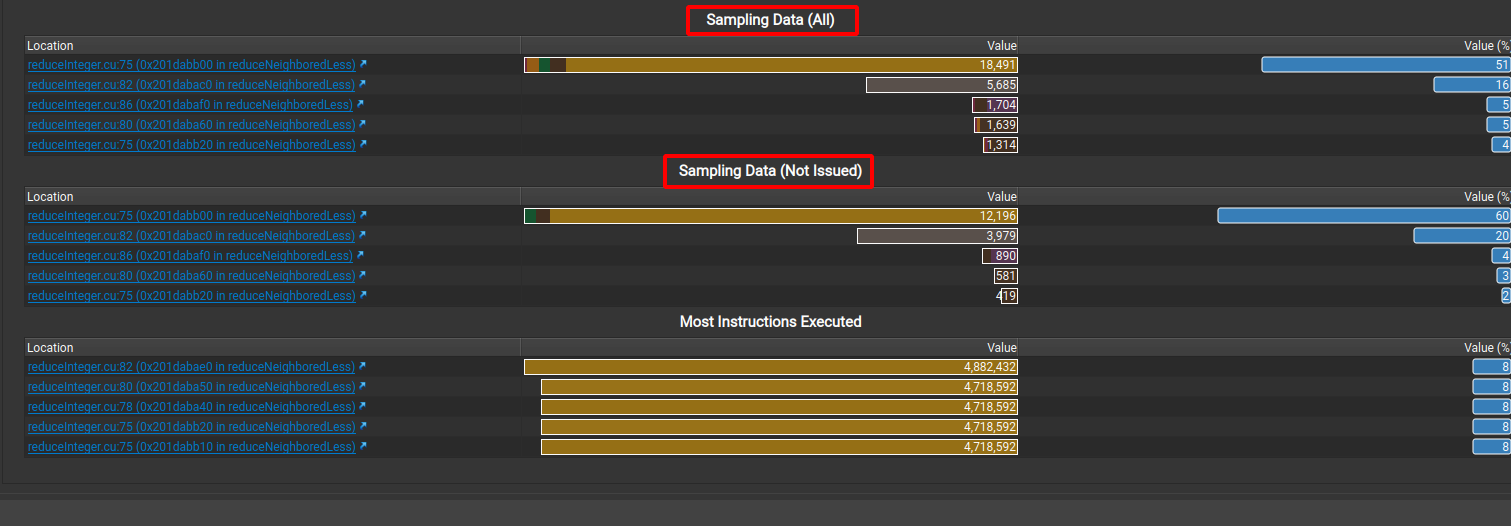 Sampling Data (All)
Location Value Value (%)
reduceInteger.cu:75 (0x201dabb00 in reduceNeighboredLess) 18,491 51
reduceInteger.cu:82 (0x201dabac0 in reduceNeighboredLess) 5,685 16
reduceInteger.cu:86 (0x201dabaf0 in reduceNeighboredLess) 1,704 5
reduceInteger.cu:80 (0x201daba60 in reduceNeighboredLess) 1,639 5
reduceInteger.cu:75 (0x201dabb20 in reduceNeighboredLess) 1,314 4
Sampling Data (Not Issued)
Location Value Value (%)
reduceInteger.cu:75 (0x201dabb00 in reduceNeighboredLess) 12,196 60
reduceInteger.cu:82 (0x201dabac0 in reduceNeighboredLess) 3,979 20
reduceInteger.cu:86 (0x201dabaf0 in reduceNeighboredLess) 890 4
reduceInteger.cu:80 (0x201daba60 in reduceNeighboredLess) 581 3
reduceInteger.cu:75 (0x201dabb20 in reduceNeighboredLess) 419 2
Most Instructions Executed
Location Value Value (%)
reduceInteger.cu:82 (0x201dabae0 in reduceNeighboredLess) 4,882,432 8
reduceInteger.cu:80 (0x201daba50 in reduceNeighboredLess) 4,718,592 8
reduceInteger.cu:78 (0x201daba40 in reduceNeighboredLess) 4,718,592 8
reduceInteger.cu:75 (0x201dabb20 in reduceNeighboredLess) 4,718,592 8
reduceInteger.cu:75 (0x201dabb10 in reduceNeighboredLess) 4,718,592 8